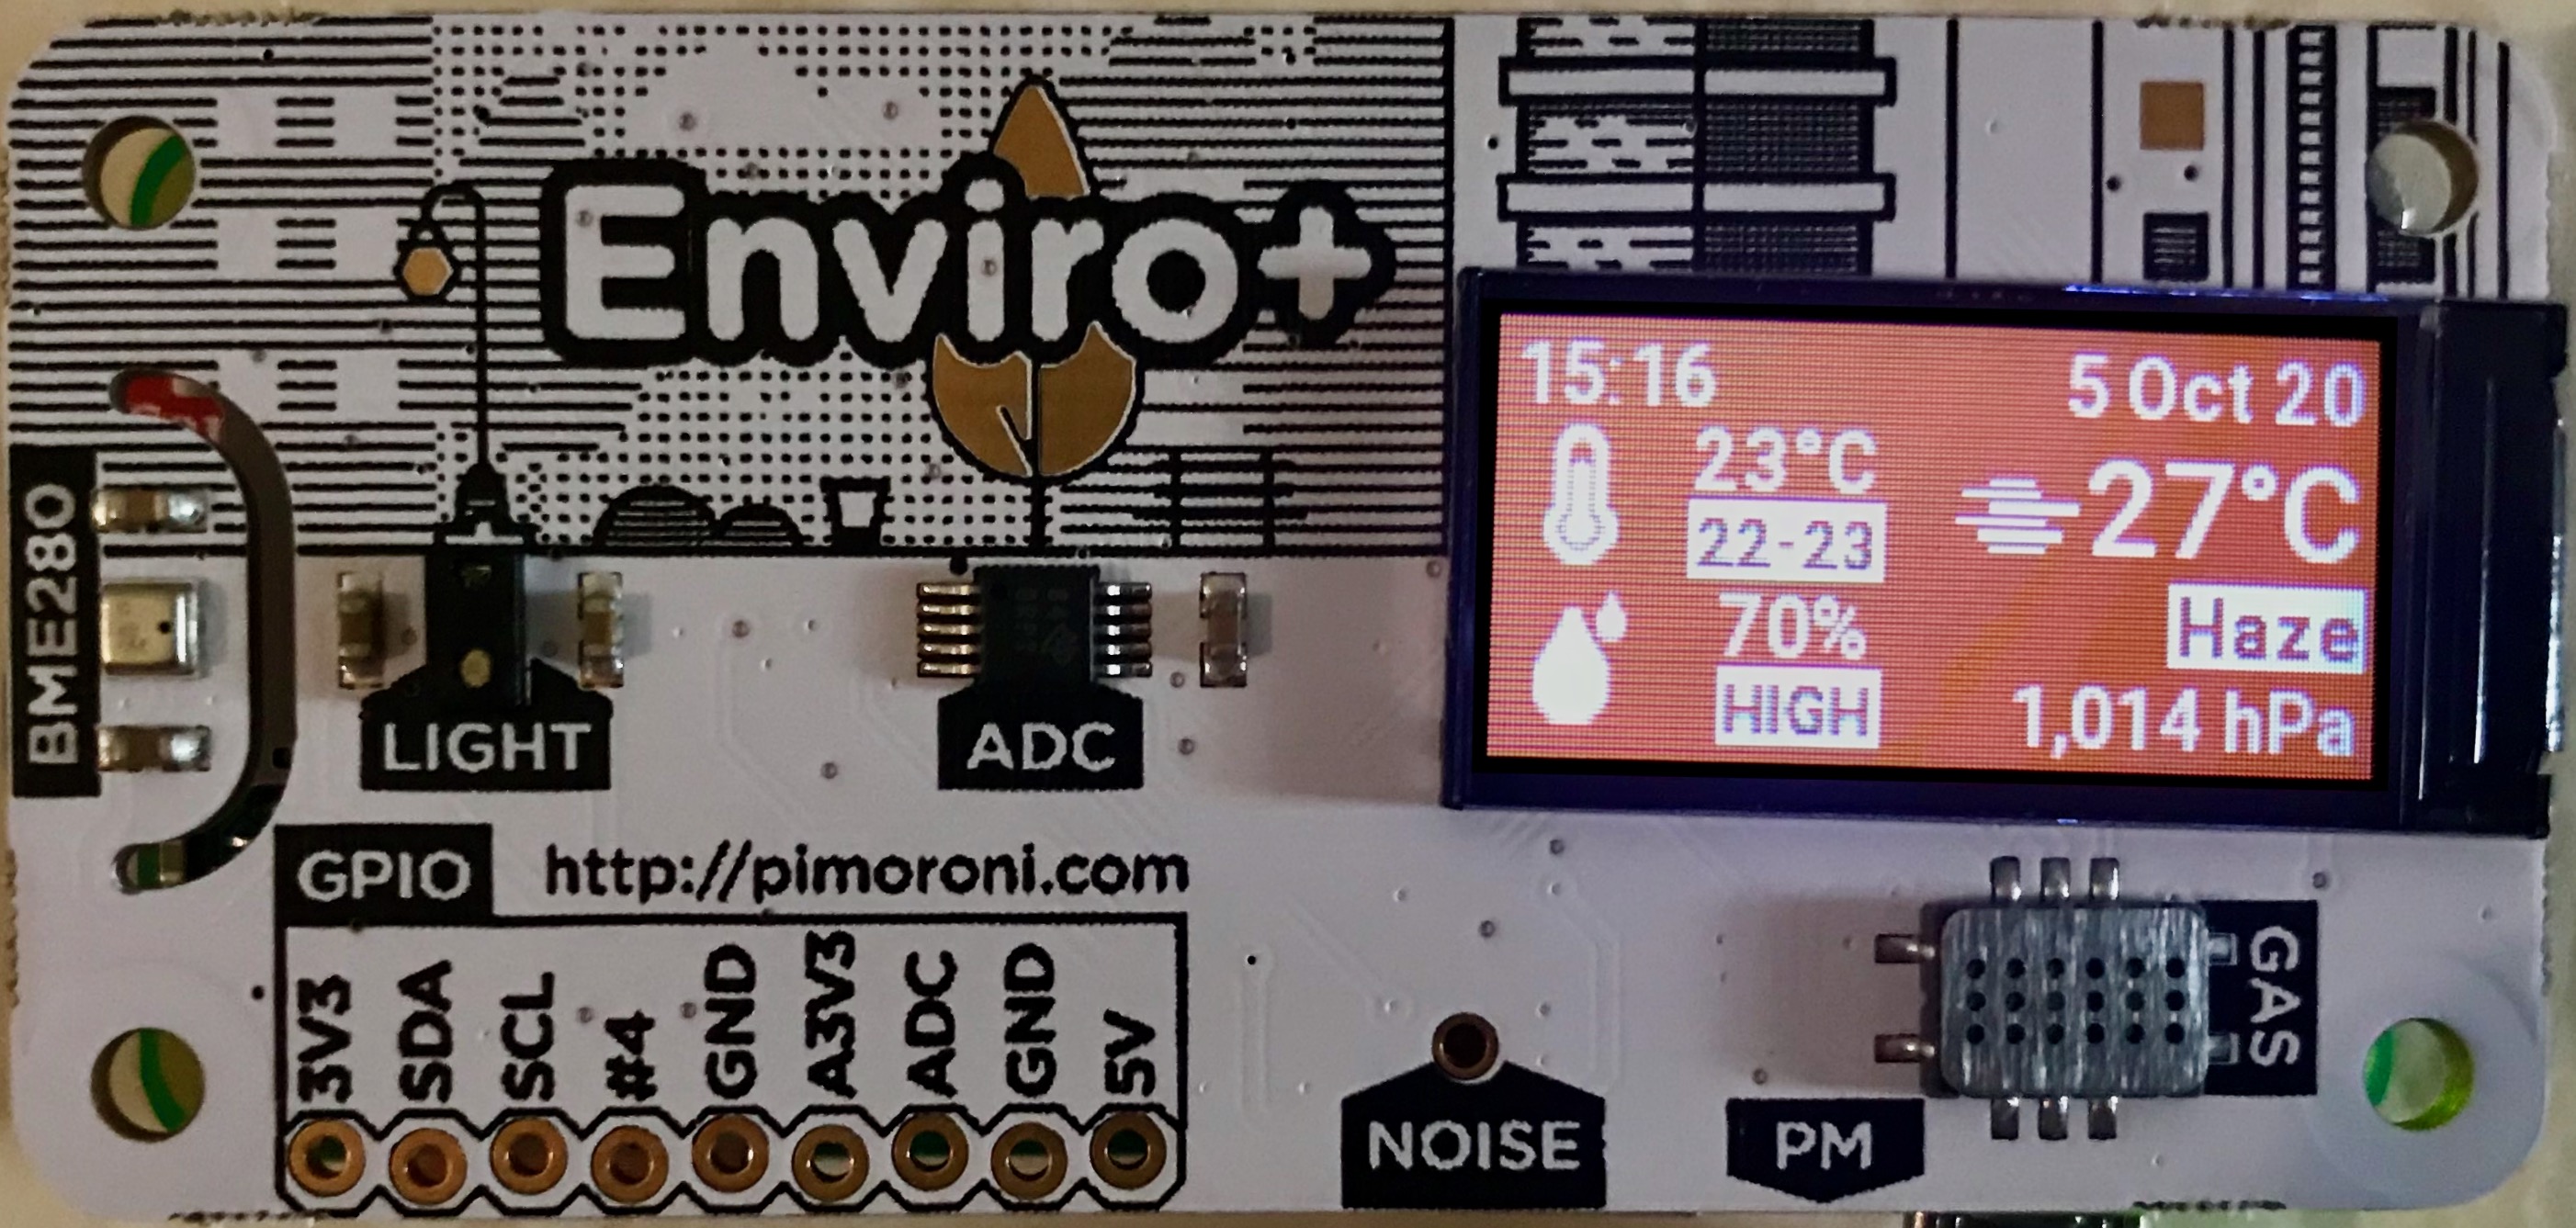 Enviro+
15:16
5 Oct 20
23°C
22-23
27°C
70%
HIGH
Haze
1,014 hPa
BME280
LIGHT
ADC
GPIO
http://pimoroni.com
3V3
SDA
SCL
#4
GND
A3V3
ADC
GND
5V
NOISE
PM
GAS